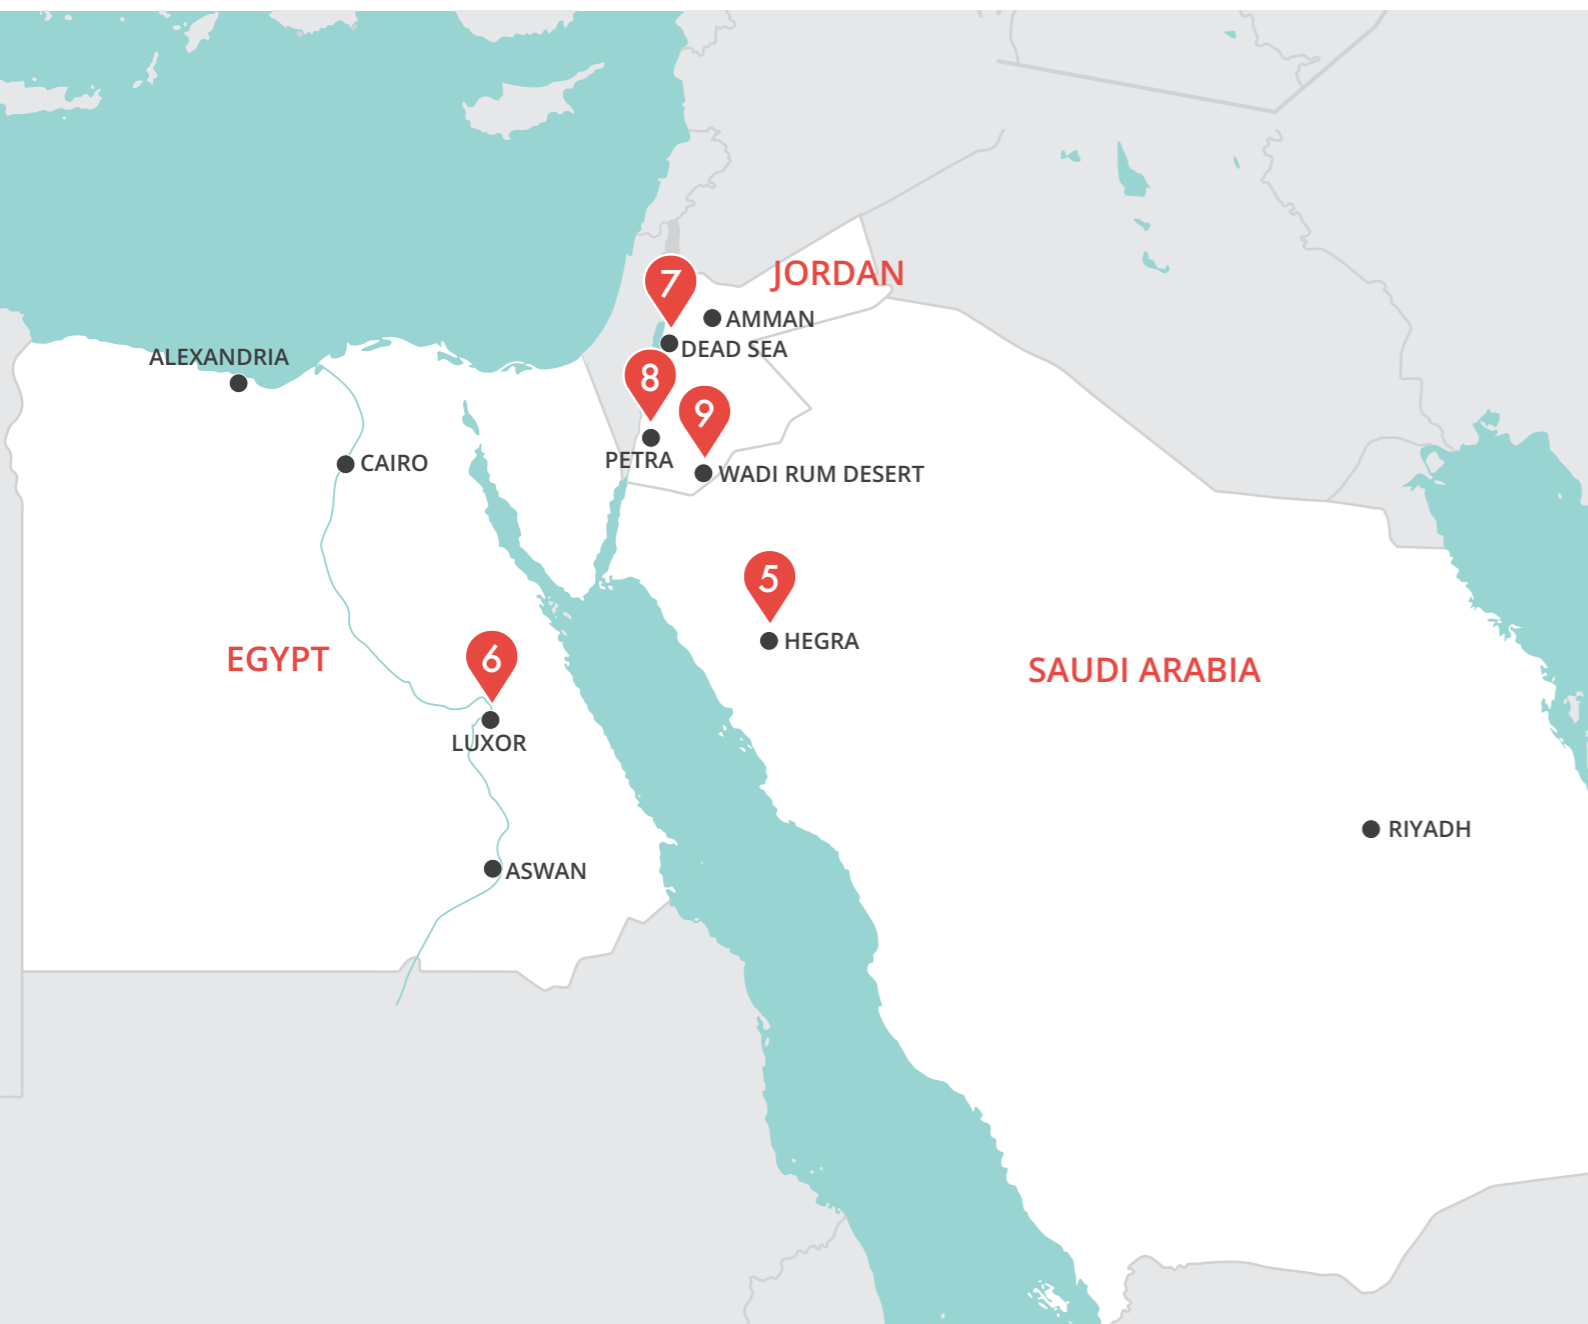 7
JORDAN
AMMAN
DEAD SEA
ALEXANDRIA
8
9
CAIRO
PETRA
WADI RUM DESERT
5
HEGRA
EGYPT
6
SAUDI ARABIA
LUXOR
RIYADH
ASWAN